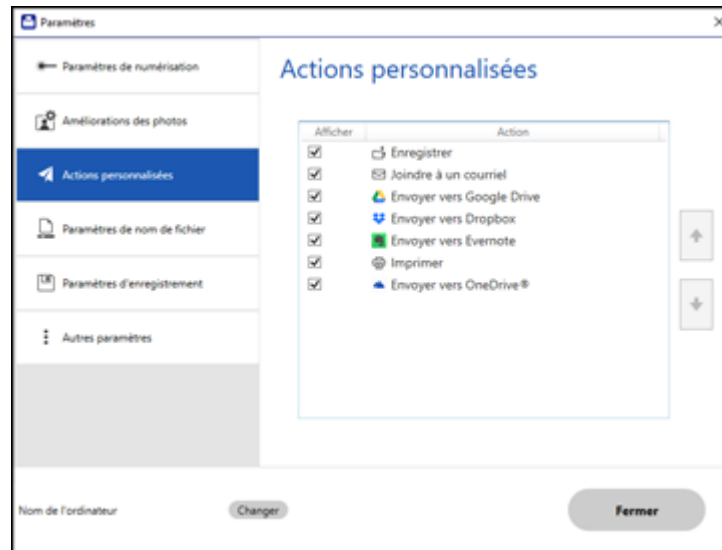 Paramètres
Paramètres de numérisation
Actions personnalisées
Améliorations des photos
Afficher Action
Enregistrer
Joindre à un courriel
Actions personnalisées
Envoyer vers Google Drive
Envoyer vers Dropbox
Paramètres de nom de fichier
Envoyer vers Evernote
Imprimer
Paramètres d'enregistrement
Envoyer vers OneDrive®
Autres paramètres
Nom de l'ordinateur Changer Fermer